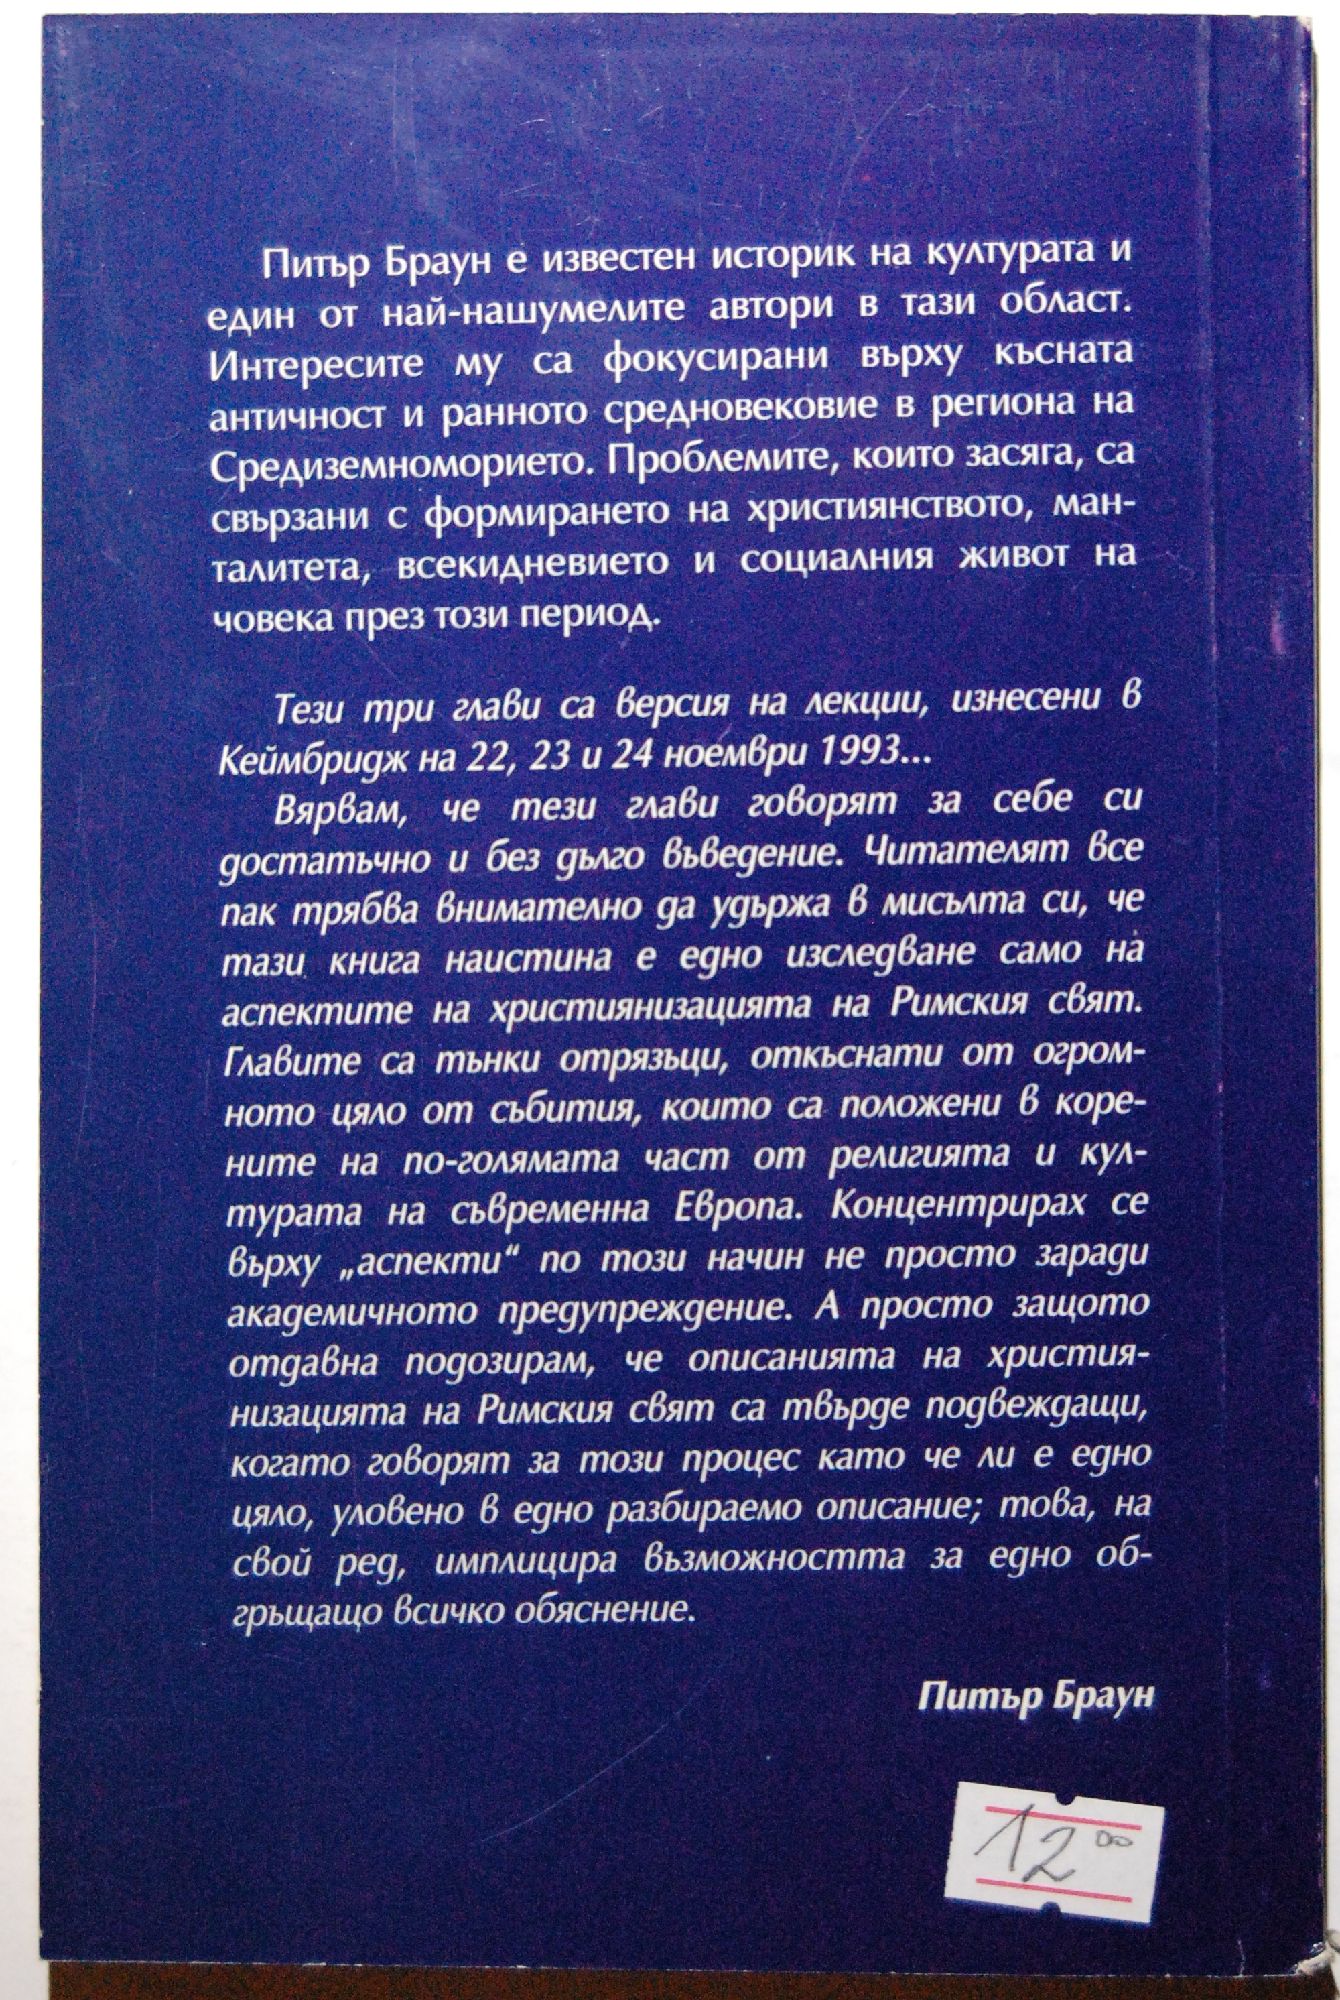 Питър Браун е известен историк на културата и
един от най-нашумелите автори в тази област.
Интересите му са фокусирани върху късната
античност и ранното средновековие в региона на
Средиземноморието. Проблемите, които засяга, са
свързани с формирането на християнството, ман-
талитета, всекидневието и социалния живот на
човека през този период.
Тези три глави са версия на лекции, изнесени в
Кеймбридж на 22, 23 и 24 ноември 1993...
Вярвам, че тези глави говорят за себе си
достатъчно и без дълго въведение. Читателят все
пак трябва внимателно да удържа в мисълта си, че
тази книга наистина е едно изследване само на
аспектите на християнизацията на Римския свят.
Главите са тънки отрязъци, откъснати от огром-
ното цяло от събития, които са положени в коре-
ните на по-голямата част от религията и кул-
турата на съвременна Европа. Концентрирах се
върху „аспекти“ по този начин не просто заради
академичното предупреждение. А просто защото
отдавна подозирам, че описанията на християн-
низацията на Римския свят са твърде подвеждащи,
когато говорят за този процес като че ли е едно
цяло, уловено в едно разбираемо описание; това, на
свой ред, имплицира възможността за едно об-
гръщащо всичко обяснение.
Питър Браун
12 00